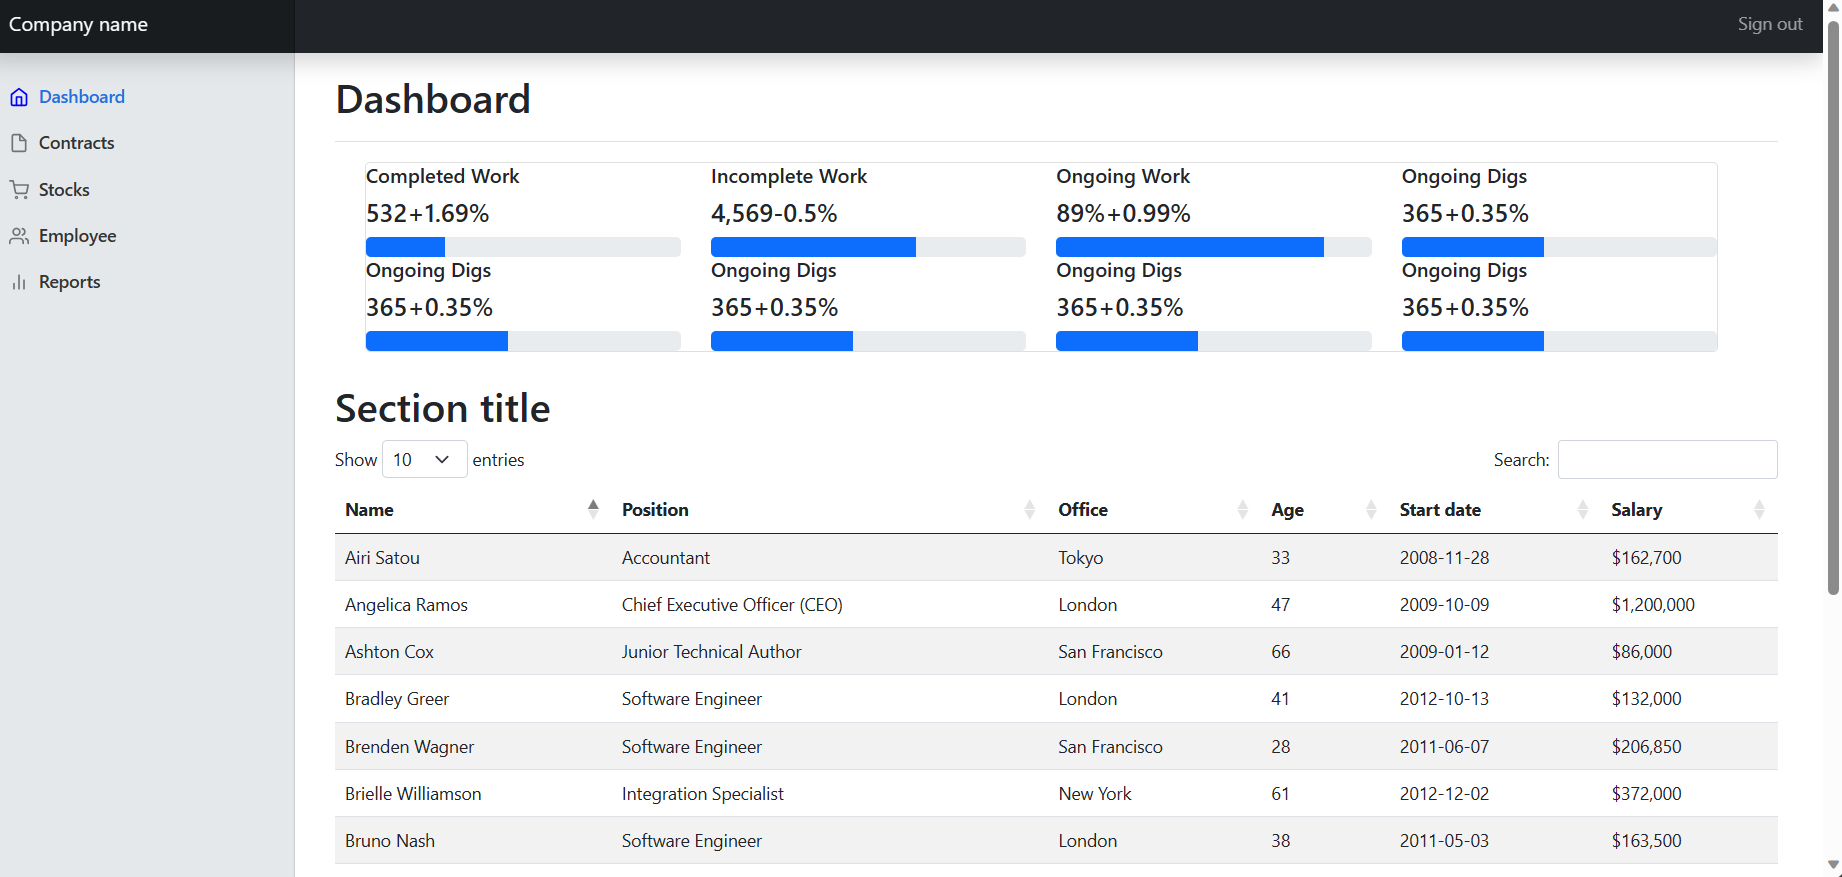 Company name
Sign out
Dashboard
Contracts
Stocks
Employee
Reports
Dashboard
Completed Work
532+1.69%
Incomplete Work
4,569-0.5%
Ongoing Work
89%+0.99%
Ongoing Digs
365+0.35%
Ongoing Digs
365+0.35%
Ongoing Digs
365+0.35%
Ongoing Digs
365+0.35%
Ongoing Digs
365+0.35%
Section title
Show 10 entries
Search:
Name Position Office Age Start date Salary
Airi Satou Accountant Tokyo 33 2008-11-28 $162,700
Angelica Ramos Chief Executive Officer (CEO) London 47 2009-10-09 $1,200,000
Ashton Cox Junior Technical Author San Francisco 66 2009-01-12 $86,000
Bradley Greer Software Engineer London 41 2012-10-13 $132,000
Brenden Wagner Software Engineer San Francisco 28 2011-06-07 $206,850
Brielle Williamson Integration Specialist New York 61 2012-12-02 $372,000
Bruno Nash Software Engineer London 38 2011-05-03 $163,500